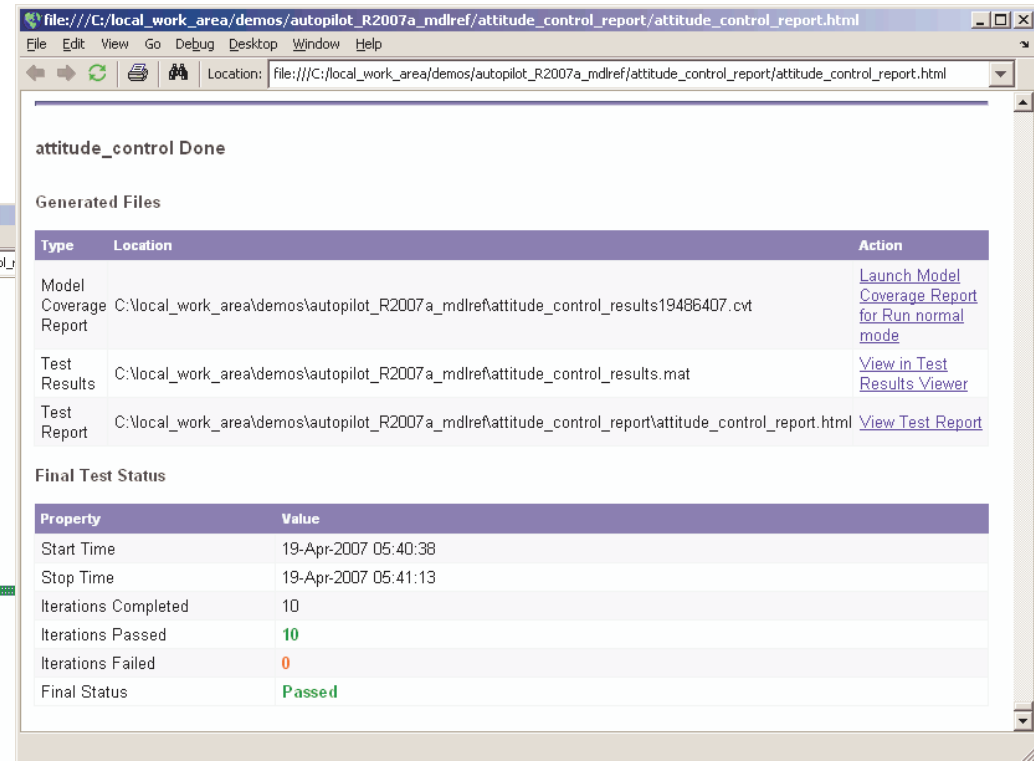 file:///C:/local_work_area/demos/autopilot_R2007a_mdlref/attitude_control_report/attitude_control_report.html
File Edit View Go Debug Desktop Window Help
Location: file:///C:/local_work_area/demos/autopilot_R2007a_mdlref/attitude_control_report/attitude_control_report.html
attitude_control Done
Generated Files
Type Location Action
Model
Coverage
Report
C:\local_work_area\demos\autopilot_R2007a_mdlref\attitude_control_results19486407.cvt
Launch Model
Coverage Report
for Run normal
mode
Test
Results
C:\local_work_area\demos\autopilot_R2007a_mdlref\attitude_control_results.mat
View in Test
Results Viewer
Test
Report
C:\local_work_area\demos\autopilot_R2007a_mdlref\attitude_control_report\attitude_control_report.html
View Test Report
Final Test Status
Property Value
Start Time 19-Apr-2007 05:40:38
Stop Time 19-Apr-2007 05:41:13
Iterations Completed 10
Iterations Passed 10
Iterations Failed 0
Final Status Passed